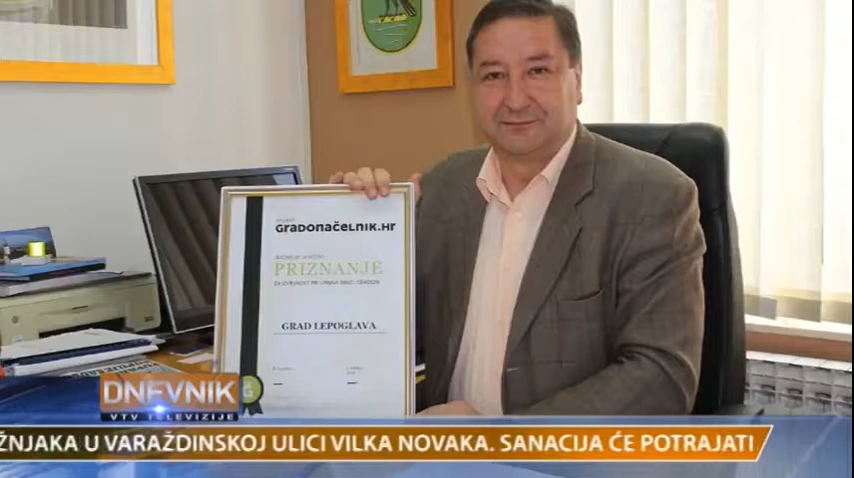 GRADONAČELNIK.HR
PRIZNANJE
GRAD LEPOGLAVA
DNEVNIK
VTV TELEVIZIJE
ŽNJAKA U VARAŽDINSKOJ ULICI VILKA NOVAKA. SANACIJA ĆE POTRAJATI